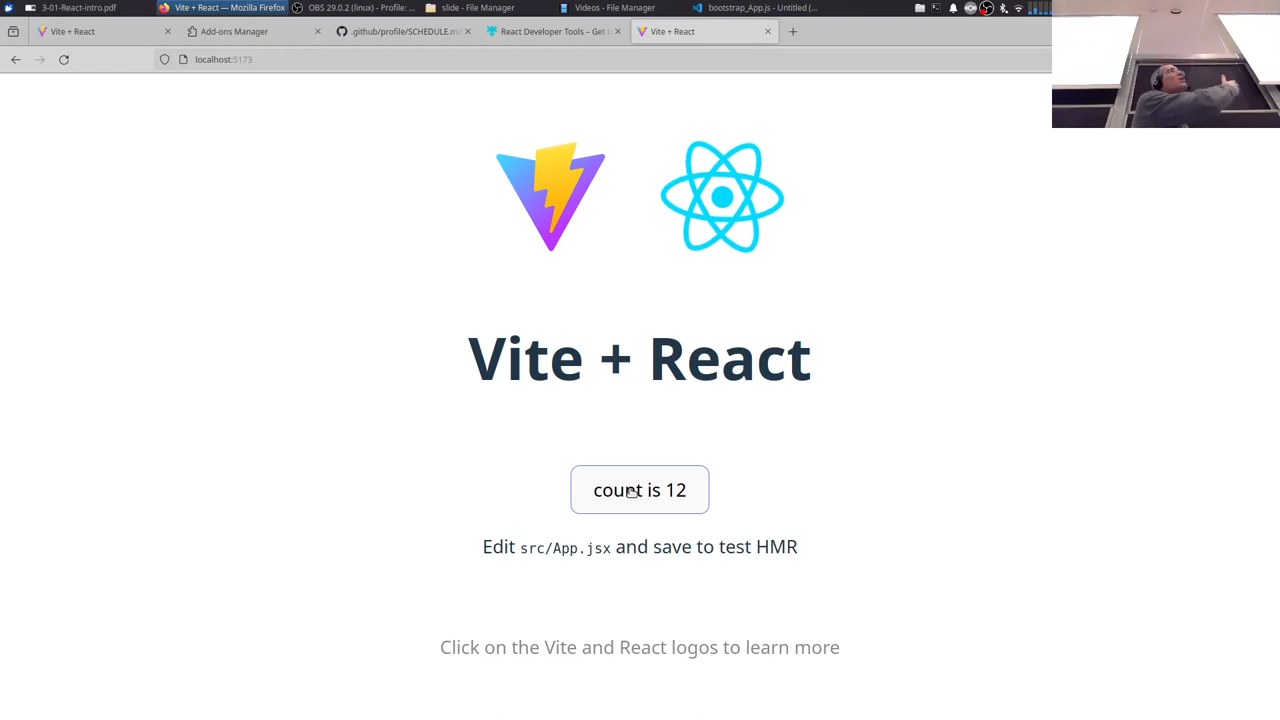 3-01-React-intro.pdf
Vite + React — Mozilla Firefox
OBS 29.0.2 (linux) - Profile: ...
slide - File Manager
Videos - File Manager
bootstrap_App.js - Untitled (...
Vite + React
Add-ons Manager
.github/profile/SCHEDULE.m
React Developer Tools – Get t
Vite + React
localhost:5173
Vite + React
count is 12
Edit src/App.jsx and save to test HMR
Click on the Vite and React logos to learn more